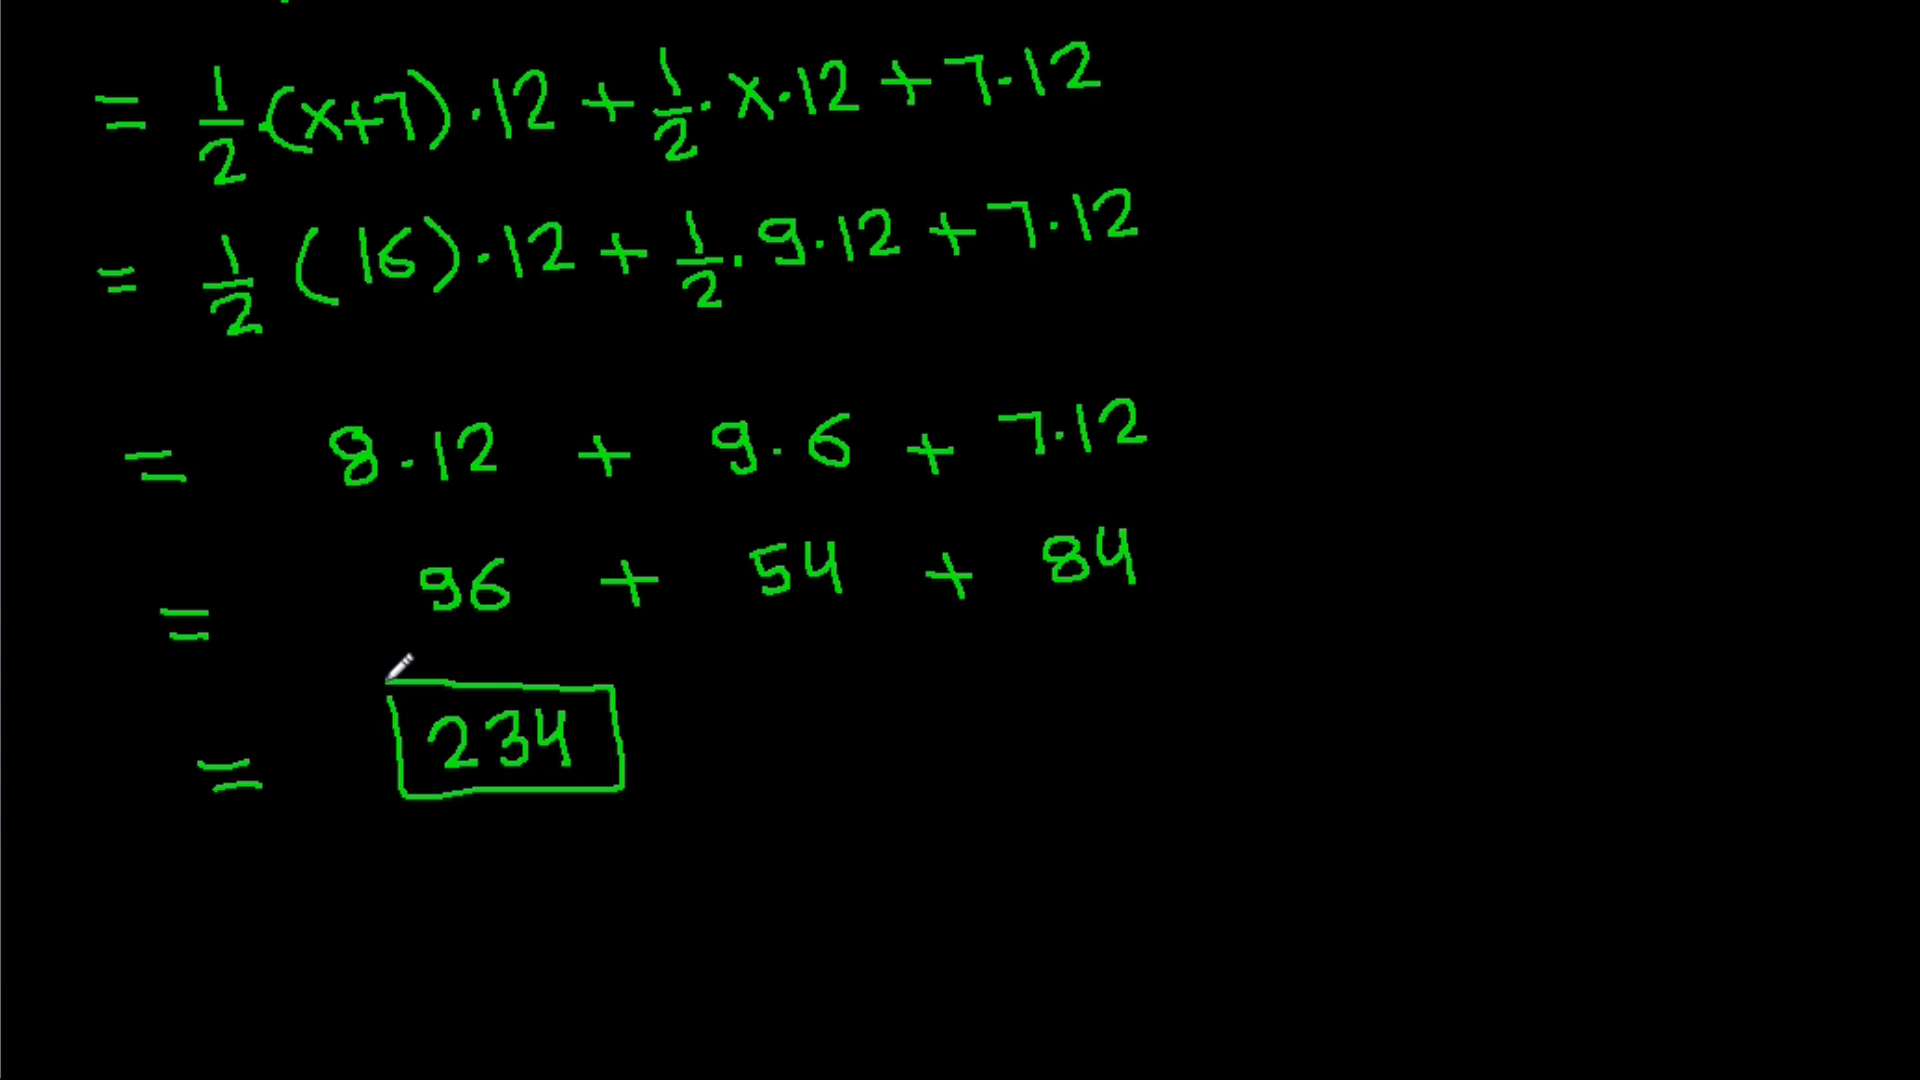 = 1/2·(x+7)·12 + 1/2·x·12 + 7·12
= 1/2 (16)·12 + 1/2·9·12 + 7·12
= 8·12 + 9·6 + 7·12
= 96 + 54 + 84
= 234